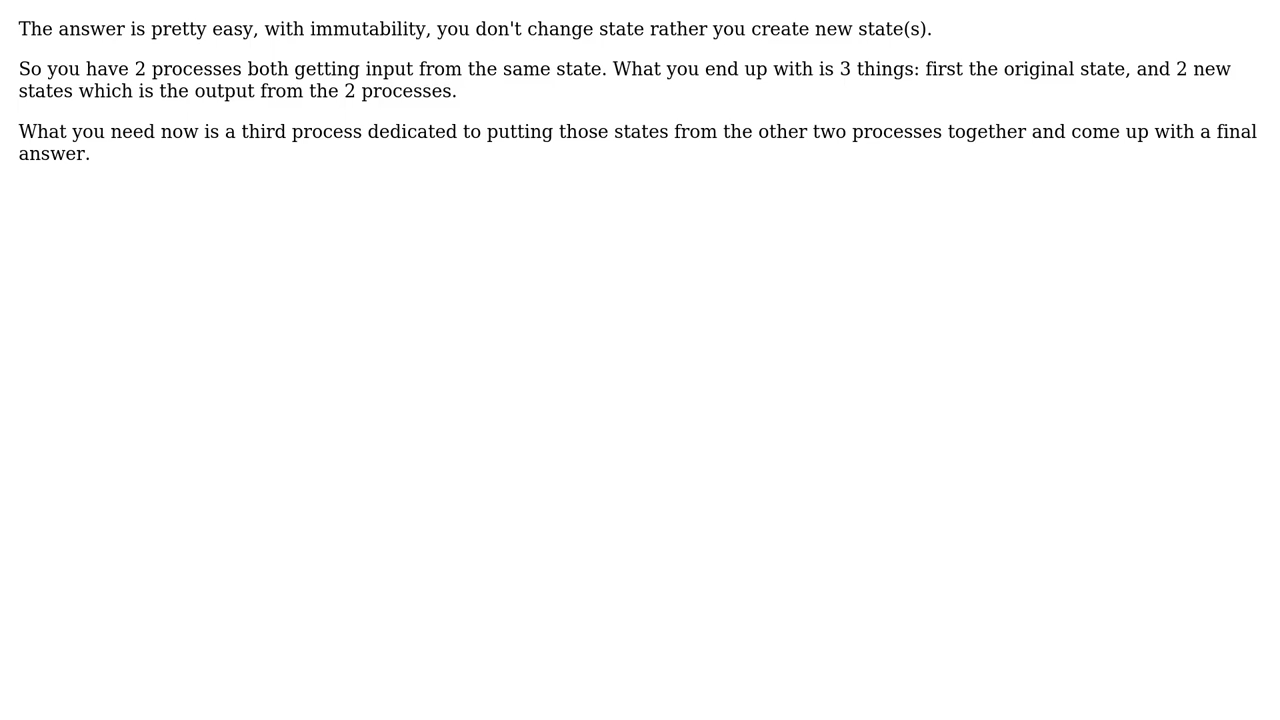 The answer is pretty easy, with immutability, you don't change state rather you create new state(s).
So you have 2 processes both getting input from the same state. What you end up with is 3 things: first the original state, and 2 new
states which is the output from the 2 processes.
What you need now is a third process dedicated to putting those states from the other two processes together and come up with a final
answer.